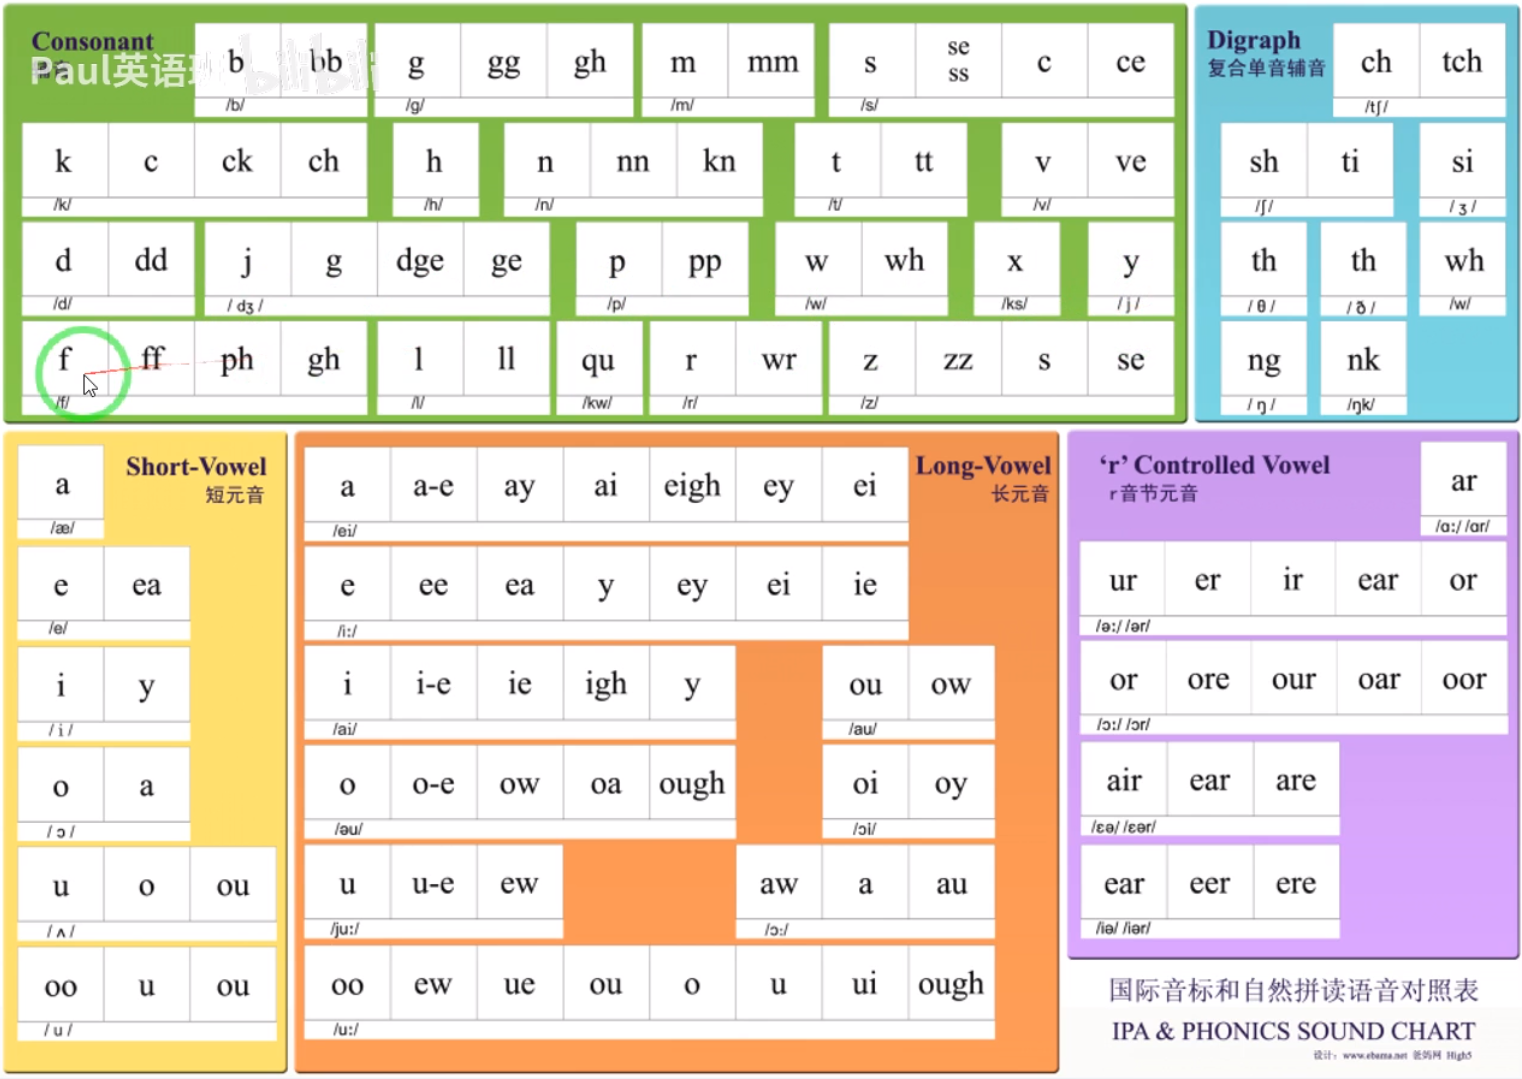 Consonant
Paul英语班 bilibili
b bb g gg gh m mm s se ss c ce
/b/ /g/ /m/ /s/
k c ck ch h n nn kn t tt v ve
/k/ /h/ /n/ /t/ /v/
d dd j g dge ge p pp w wh x y
/d/ / dʒ / /p/ /w/ /ks/ / j /
f ff ph gh l ll qu r wr z zz s se
/f/ /l/ /kw/ /r/ /z/
Digraph
复合单音辅音
ch tch
/tʃ/
sh ti si
/ʃ/ / ʒ /
th th wh
/ θ / / ð / /w/
ng nk
/ ŋ / /ŋk/
Short-Vowel
短元音
a
/æ/
e ea
/e/
i y
/ i /
o a
/ ɔ /
u o ou
/ ʌ /
oo u ou
/ u /
Long-Vowel
长元音
a a-e ay ai eigh ey ei
/ei/
e ee ea y ey ei ie
/i:/
i i-e ie igh y ou ow
/ai/ /au/
o o-e ow oa ough oi oy
/əu/ /ɔi/
u u-e ew aw a au
/ju:/ /ɔ:/
oo ew ue ou o u ui ough
/u:/
‘r’ Controlled Vowel
r音节元音
ar
/ɑ:/ /ɑr/
ur er ir ear or
/ə:/ /ər/
or ore our oar oor
/ɔ:/ /ɔr/
air ear are
/ɛə/ /ɛər/
ear eer ere
/iə/ /iər/
国际音标和自然拼读语音对照表
IPA & PHONICS SOUND CHART
设计：www.ebama.net 爸妈网 High5